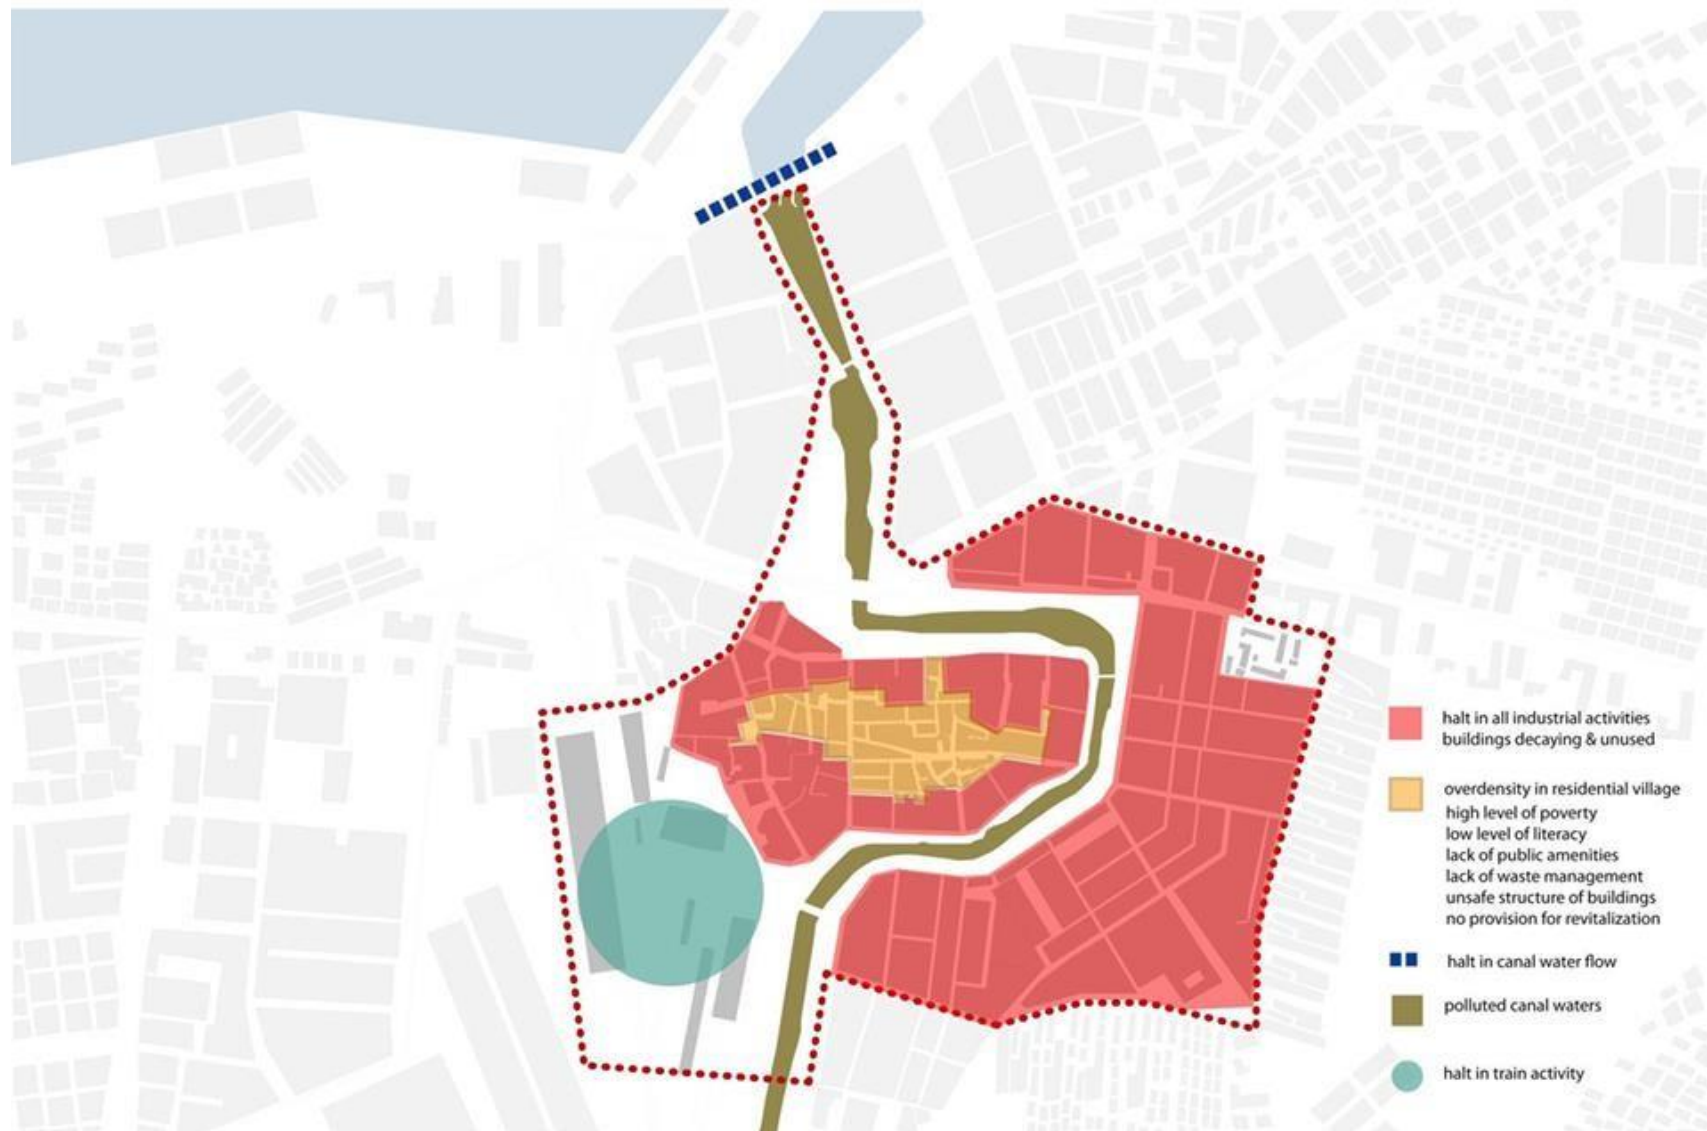 halt in all industrial activities
buildings decaying & unused
overdensity in residential village
high level of poverty
low level of literacy
lack of public amenities
lack of waste management
unsafe structure of buildings
no provision for revitalization
halt in canal water flow
polluted canal waters
halt in train activity